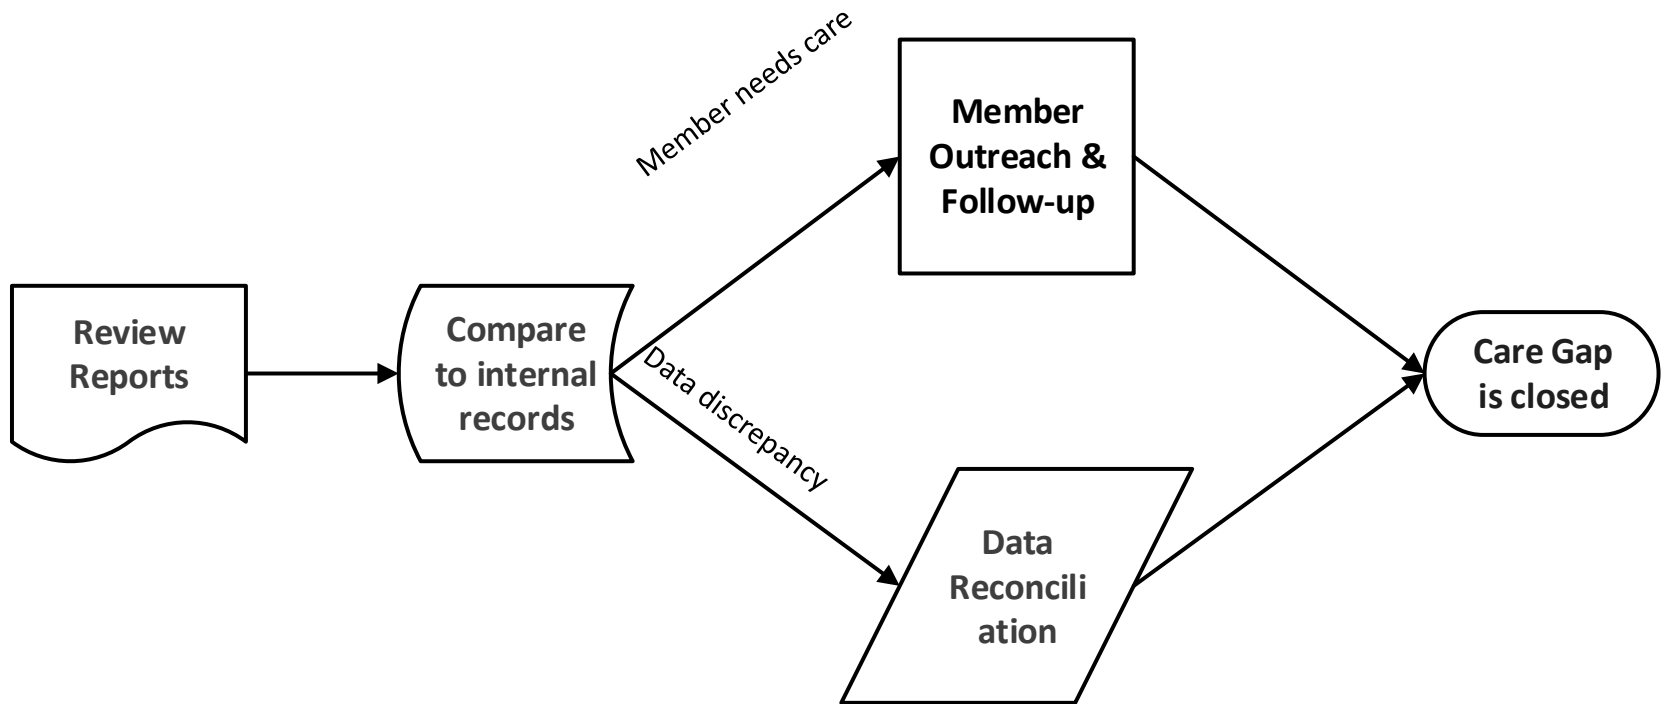 Review
Reports
Compare
to internal
records
Member needs care
Member
Outreach &
Follow-up
Data discrepancy
Data
Reconcili
ation
Care Gap
is closed